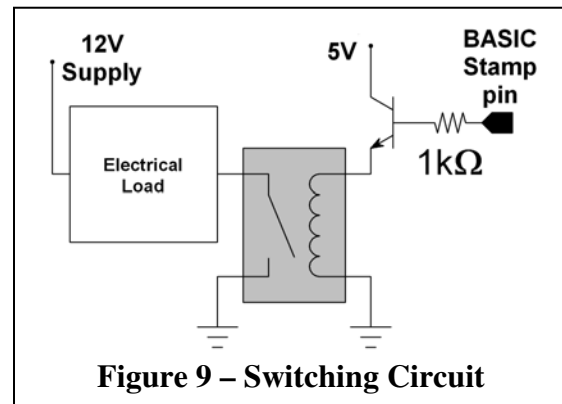 12V
Supply
5V
BASIC
Stamp
pin
Electrical
Load
1kΩ
Figure 9 – Switching Circuit